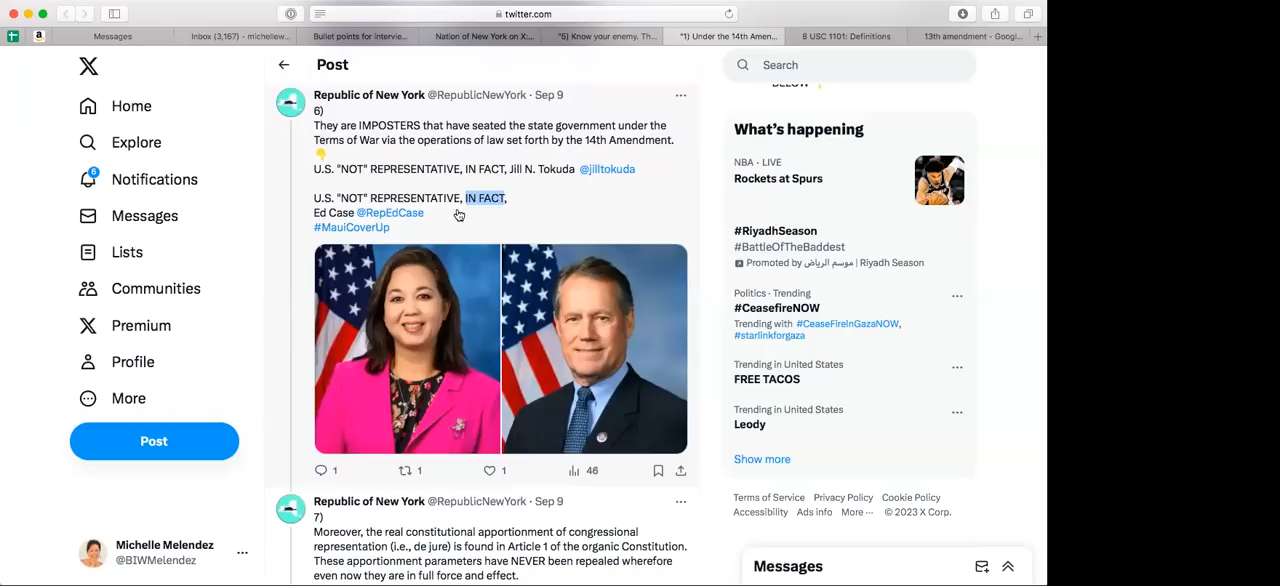 twitter.com
Messages
Inbox (3,167) - michellew...
Bullet points for intervie...
Nation of New York on X:...
"5) Know your enemy. Th...
"1) Under the 14th Amen...
8 USC 1101: Definitions
13th amendment - Googl...
Home
Explore
6
Notifications
Messages
Lists
Communities
Premium
Profile
More
Post
Michelle Melendez
@BIWMelendez
Post
Republic of New York @RepublicNewYork · Sep 9
6)
They are IMPOSTERS that have seated the state government under the
Terms of War via the operations of law set forth by the 14th Amendment.
U.S. "NOT" REPRESENTATIVE, IN FACT, Jill N. Tokuda @jilltokuda
U.S. "NOT" REPRESENTATIVE, IN FACT,
Ed Case @RepEdCase
#MauiCoverUp
1 1 1 46
Republic of New York @RepublicNewYork · Sep 9
7)
Moreover, the real constitutional apportionment of congressional
representation (i.e., de jure) is found in Article 1 of the organic Constitution.
These apportionment parameters have NEVER been repealed wherefore
even now they are in full force and effect.
Search
BELOW
What's happening
NBA · LIVE
Rockets at Spurs
#RiyadhSeason
#BattleOfTheBaddest
Promoted by موسم الرياض | Riyadh Season
Politics · Trending
#CeasefireNOW
Trending with #CeaseFireInGazaNOW,
#starlinkforgaza
Trending in United States
FREE TACOS
Trending in United States
Leody
Show more
Terms of Service Privacy Policy Cookie Policy
Accessibility Ads info More ··· © 2023 X Corp.
Messages